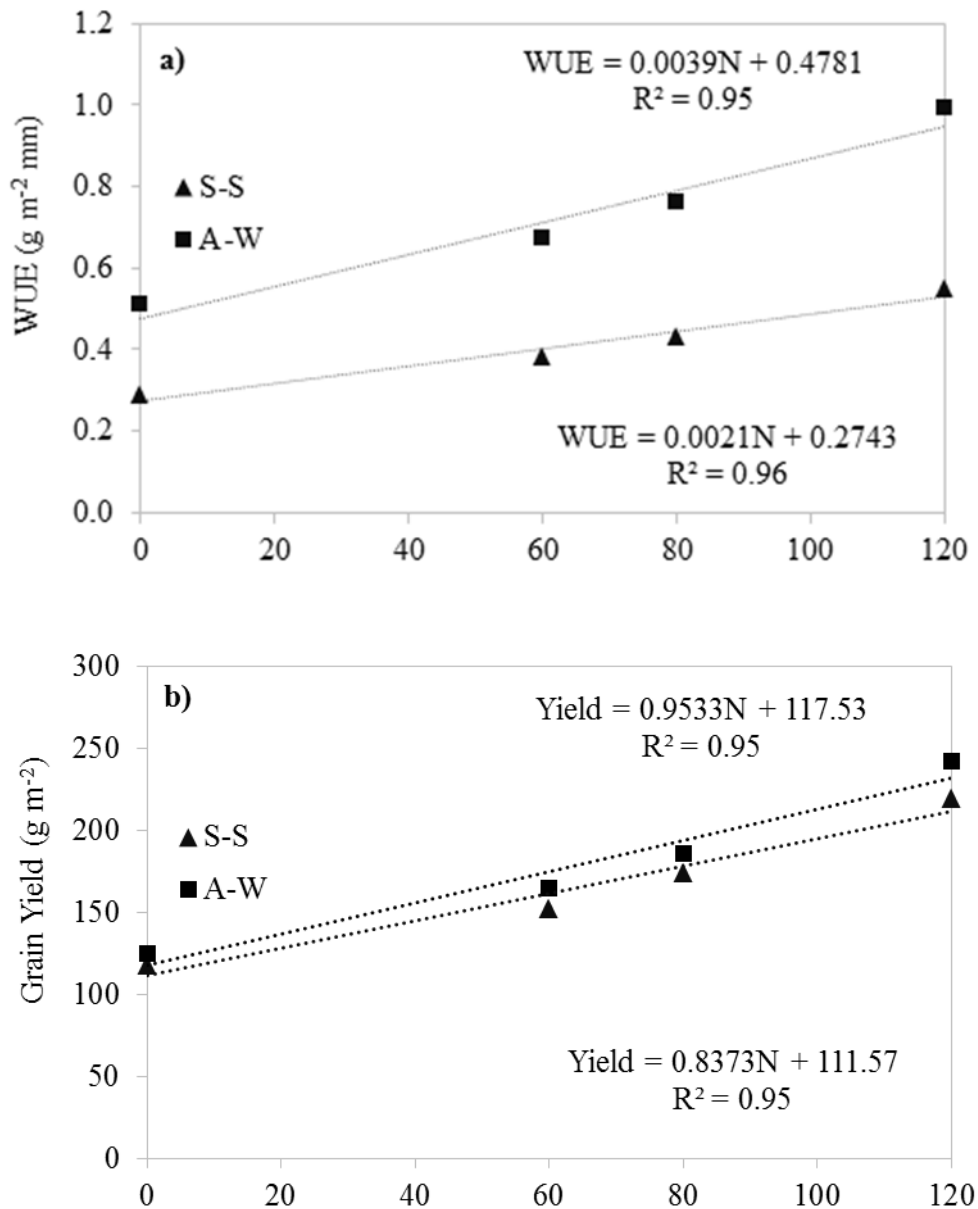 a)
WUE = 0.0039N + 0.4781
R² = 0.95
S-S
A-W
WUE = 0.0021N + 0.2743
R² = 0.96
WUE (g m⁻² mm)
1.2
1.0
0.8
0.6
0.4
0.2
0.0
0 20 40 60 80 100 120
b)
Yield = 0.9533N + 117.53
R² = 0.95
S-S
A-W
Yield = 0.8373N + 111.57
R² = 0.95
Grain Yield (g m⁻²)
300
250
200
150
100
50
0
0 20 40 60 80 100 120